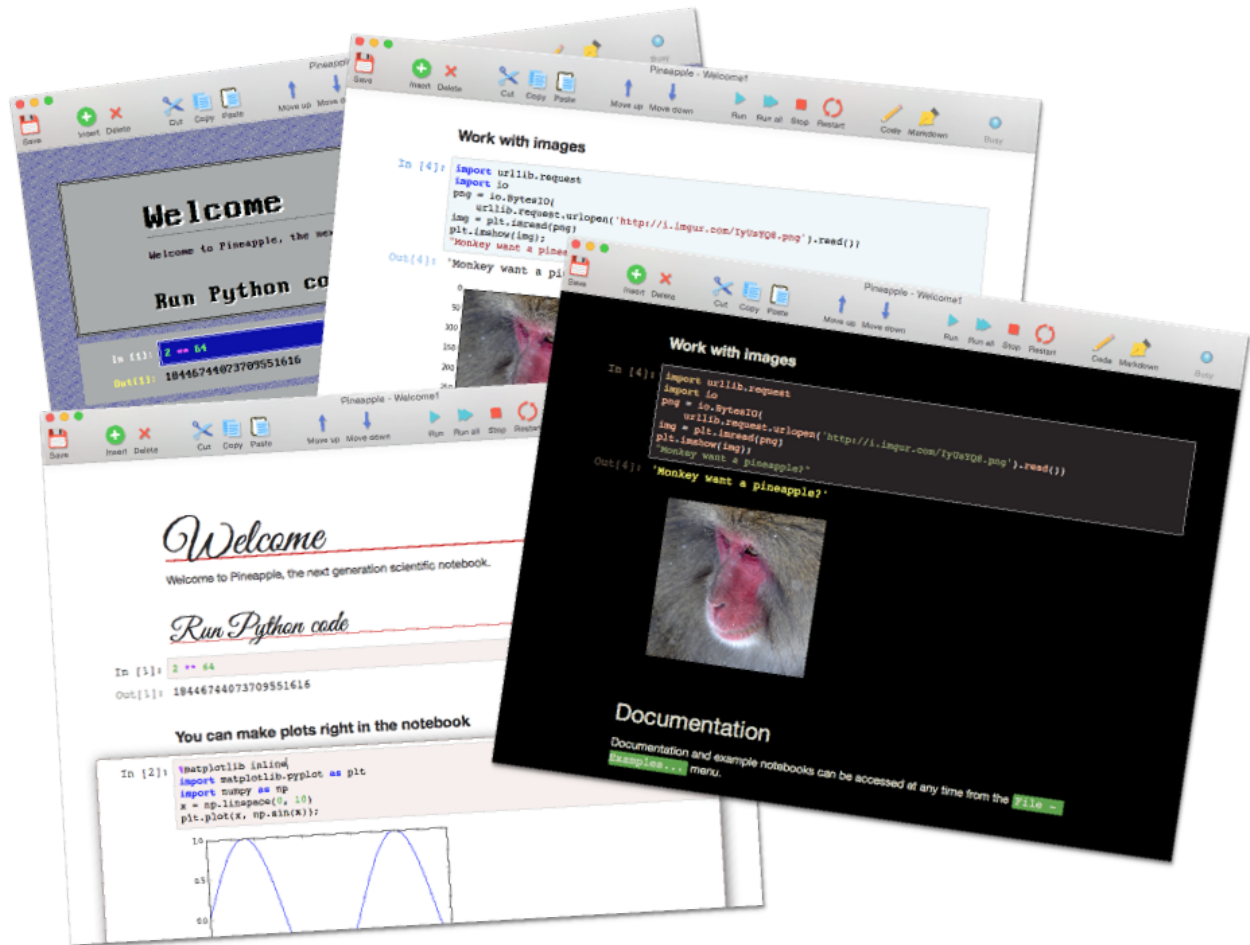 Pineapple
Save
Insert
Delete
Cut
Copy
Paste
Move up
Busy
Welcome
Welcome to Pineapple, the
Run Python co
In [1]:
2 ** 64
Out[1]:
18446744073709551616
Pineapple - Welcome1
Save
Insert
Delete
Cut
Copy
Paste
Move up
Move down
Run
Run all
Stop
Restart
Code
Markdown
Busy
Work with images
In [4]:
import urllib.request
import io
png = io.BytesIO(
urllib.request.urlopen('http://i.imgur.com/IyUsYQ8.png').read())
img = plt.imread(png)
plt.imshow(img);
"Monkey want a
Out[4]:
'Monkey want a
0
50
100
150
200
Pineapple - Welcome1
Save
Insert
Delete
Cut
Copy
Paste
Move up
Move down
Run
Run all
Stop
Restart
Code
Markdown
Busy
Work with images
In [4]:
import urllib.request
import io
png = io.BytesIO(
urllib.request.urlopen('http://i.imgur.com/IyUsYQ8.png').read())
img = plt.imread(png)
plt.imshow(img);
"Monkey want a pineapple?"
Out[4]:
'Monkey want a pineapple?'
Documentation
Documentation and example notebooks can be accessed at any time from the File -
Examples... menu.
Pineapple - Welcome1
Save
Insert
Delete
Cut
Copy
Paste
Move up
Move down
Run
Run all
Stop
Restart
Welcome
Welcome to Pineapple, the next generation scientific notebook.
Run Python code
In [1]:
2 ** 64
Out[1]:
18446744073709551616
You can make plots right in the notebook
In [2]:
%matplotlib inline
import matplotlib.pyplot as plt
import numpy as np
x = np.linspace(0, 10)
plt.plot(x, np.sin(x));
1.0
0.5
0.0